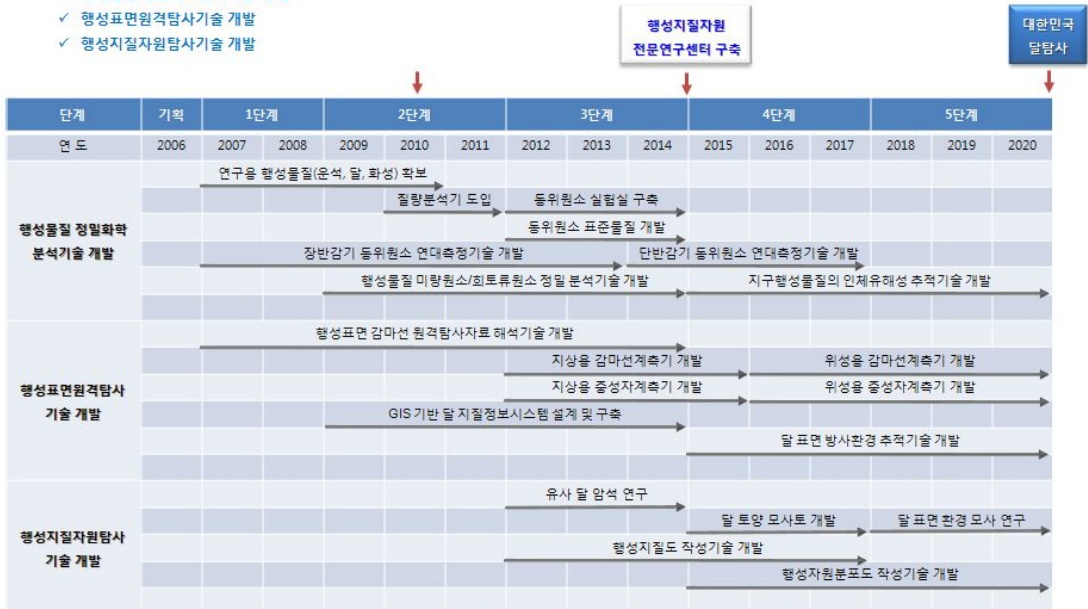 ✓ 행성표면원격탐사기술 개발
✓ 행성지질자원탐사기술 개발
행성지질자원
전문연구센터 구축
대한민국
달탐사
단계 기획 1단계 2단계 3단계 4단계 5단계
연 도 2006 2007 2008 2009 2010 2011 2012 2013 2014 2015 2016 2017 2018 2019 2020
행성물질 정밀화학
분석기술 개발
연구용 행성물질(운석, 달, 화성) 확보
질량분석기 도입 동위원소 실험실 구축
동위원소 표준물질 개발
장반감기 동위원소 연대측정기술 개발 단반감기 동위원소 연대측정기술 개발
행성물질 미량원소/희토류원소 정밀 분석기술 개발 지구행성물질의 인체유해성 추적기술 개발
행성표면원격탐사
기술 개발
행성표면 감마선 원격탐사자료 해석기술 개발
지상용 감마선계측기 개발 위성용 감마선계측기 개발
지상용 중성자계측기 개발 위성용 중성자계측기 개발
GIS 기반 달 지질정보시스템 설계 및 구축
달 표면 방사환경 추적기술 개발
행성지질자원탐사
기술 개발
유사 달 암석 연구
달 토양 모사토 개발 달 표면 환경 모사 연구
행성지질도 작성기술 개발
행성자원분포도 작성기술 개발